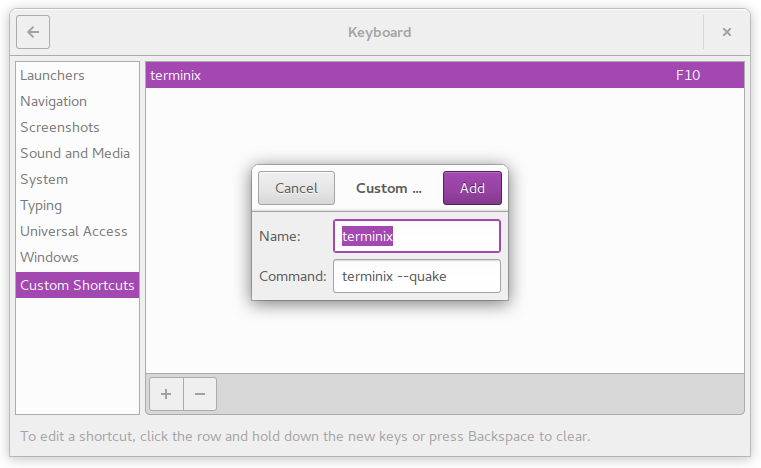 Keyboard
Launchers
Navigation
Screenshots
Sound and Media
System
Typing
Universal Access
Windows
Custom Shortcuts
terminix F10
Cancel Custom ... Add
Name: terminix
Command: terminix --quake
To edit a shortcut, click the row and hold down the new keys or press Backspace to clear.